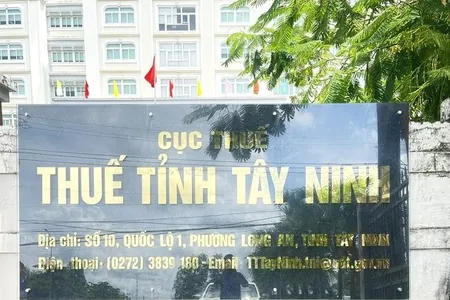 CỤC THUẾ
THUẾ TỈNH TÂY NINH
Địa chỉ: SỐ 10, QUỐC LỘ 1, PHƯỜNG LONG AN, TỈNH TÂY NINH
Điện thoại: (0272) 3839 180 - Email: